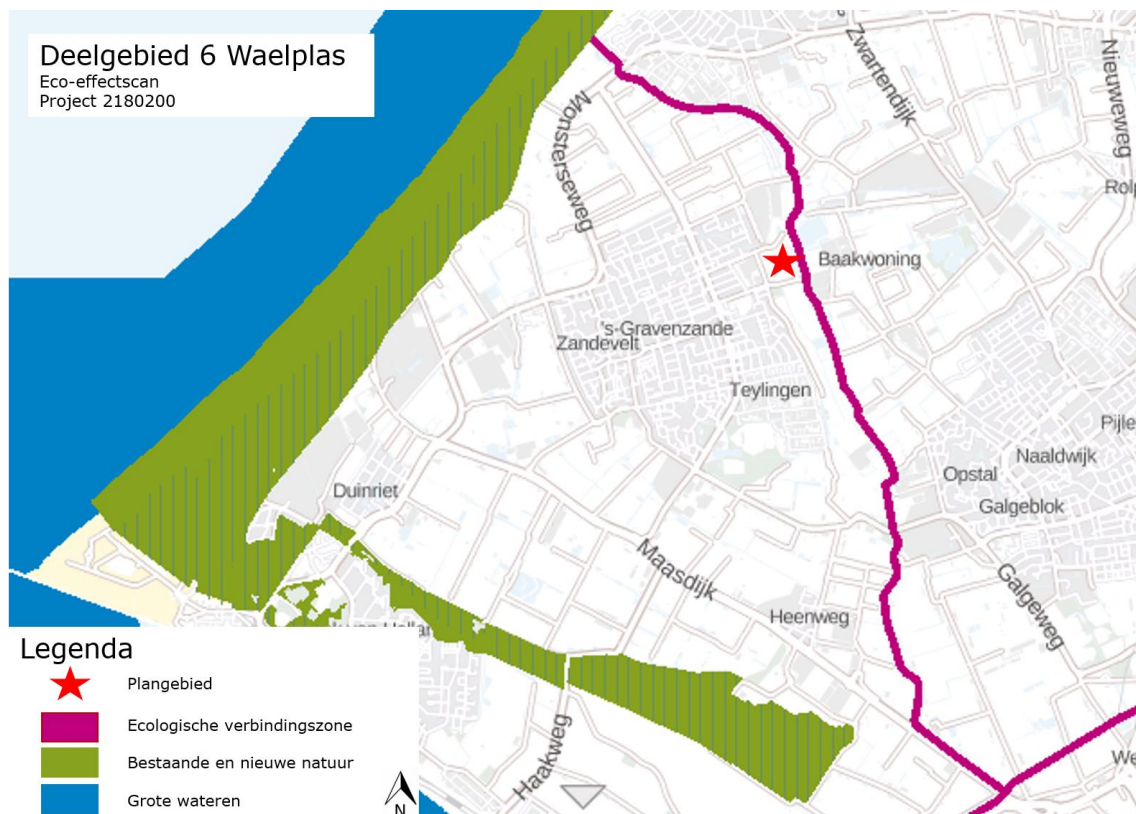 Deelgebied 6 Waelplas
Eco-effectscan
Project 2180200
Monsterseweg
Zwartendijk
Nieuweweg
Baakwoning
's-Gravenzande
Zandevelt
Teylingen
Pijle
Naaldwijk
Opstal
Galgeblok
Duinriet
Maasdijk
Heenweg
Galgeweg
Haakweg
We
Legenda
Plangebied
Ecologische verbindingszone
Bestaande en nieuwe natuur
Grote wateren
N